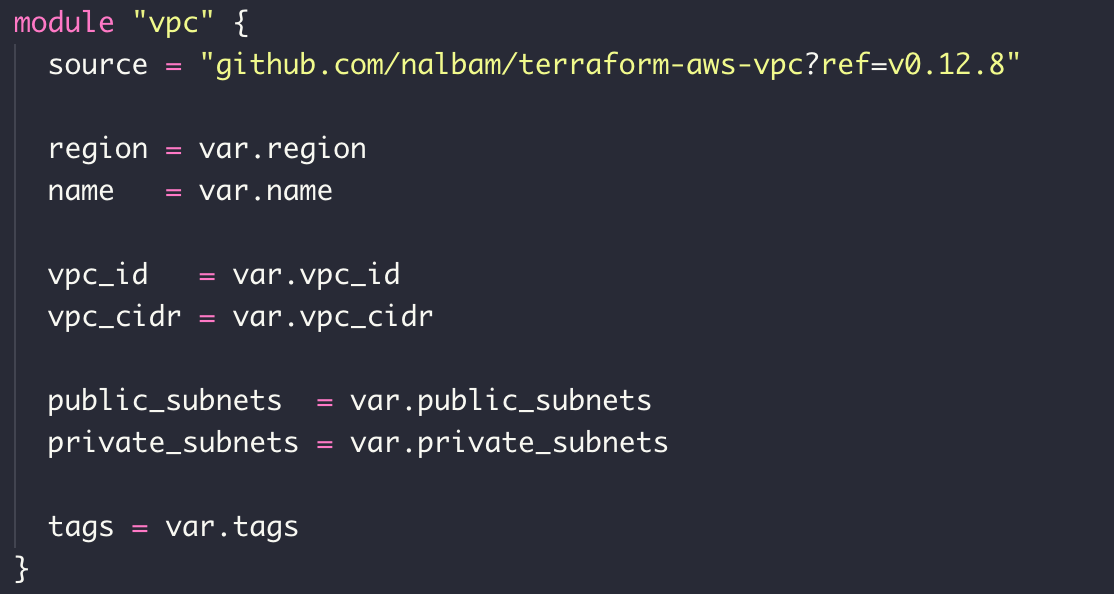 module "vpc" {
  source = "github.com/nalbam/terraform-aws-vpc?ref=v0.12.8"

  region = var.region
  name   = var.name

  vpc_id   = var.vpc_id
  vpc_cidr = var.vpc_cidr

  public_subnets  = var.public_subnets
  private_subnets = var.private_subnets

  tags = var.tags
}